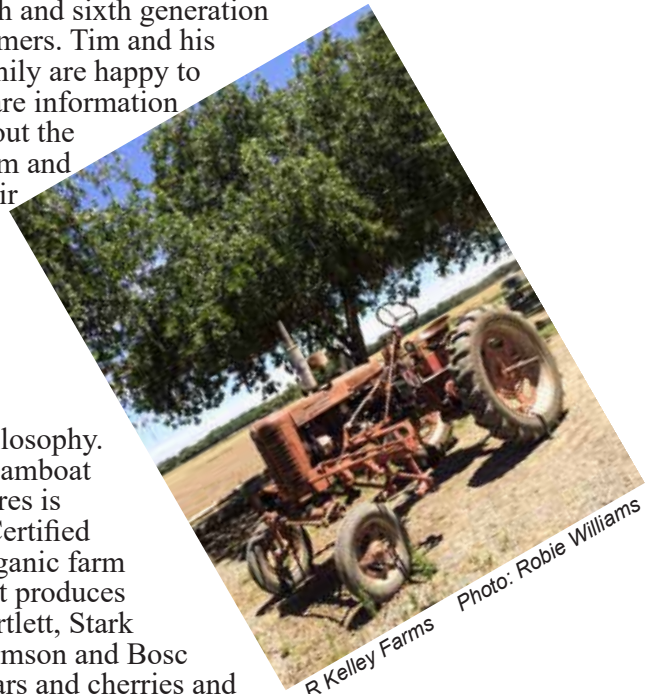 h and sixth generation
mers. Tim and his
mily are happy to
are information
out the
m and
ir
losophy.
amboat
res is
Certified
ganic farm
t produces
rtlett, Stark
mson and Bosc
ars and cherries and
R Kelley Farms Photo: Robie Williams